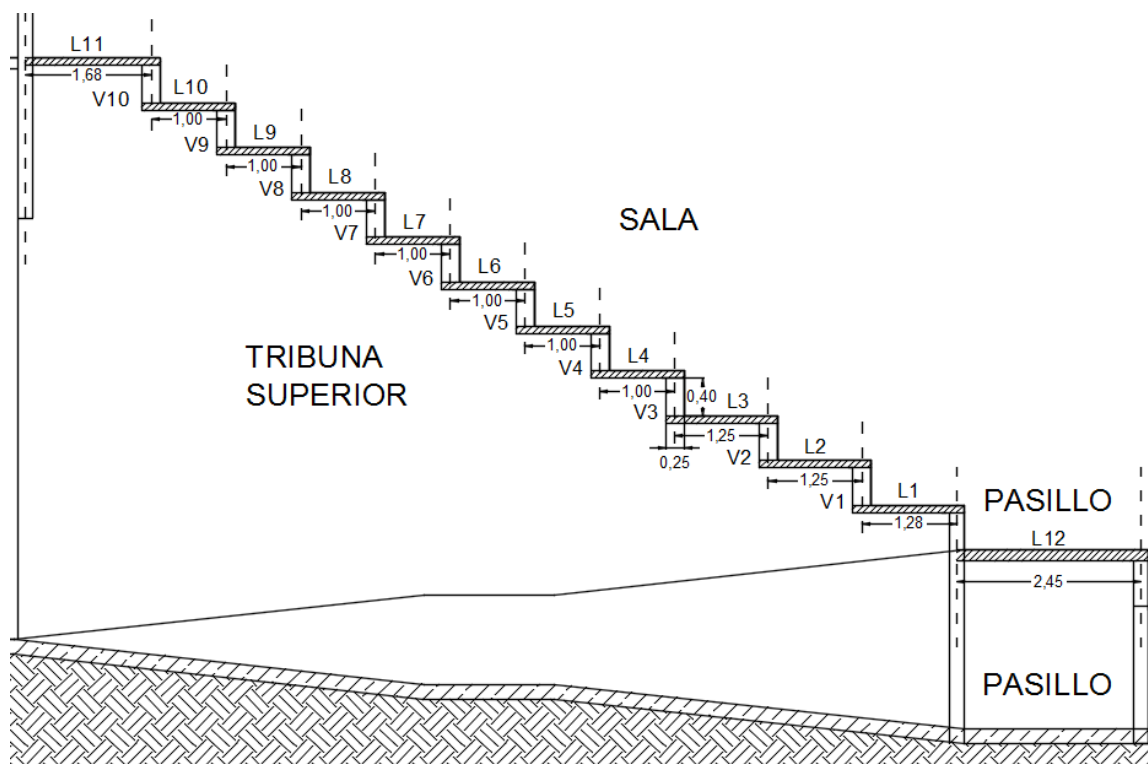 L11
1,68
V10
L10
1,00
V9
L9
1,00
V8
L8
1,00
V7
L7
1,00
SALA
V6
L6
1,00
V5
L5
1,00
TRIBUNA
SUPERIOR
V4
L4
1,00
0,40
V3
L3
1,25
0,25
V2
L2
1,25
V1
L1
1,28
PASILLO
L12
2,45
PASILLO